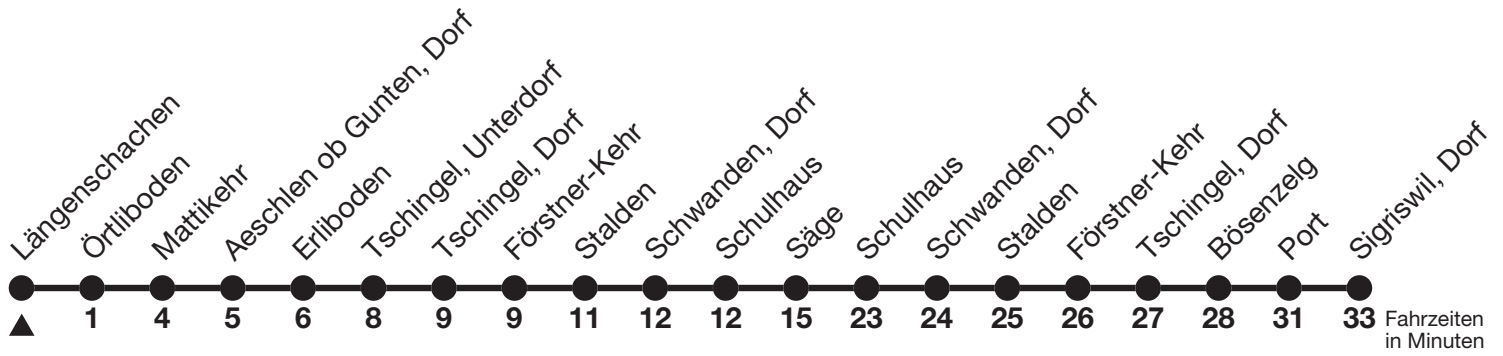 Längenschachen
Örtliboden
Mattikehr
Aeschlen ob Gunten, Dorf
Erliboden
Tschingel, Unterdorf
Tschingel, Dorf
Förstner-Kehr
Stalden
Schwanden, Dorf
Schulhaus
Säge
Schulhaus
Schwanden, Dorf
Stalden
Förstner-Kehr
Tschingel, Dorf
Bösenzelg
Port
Sigriswil, Dorf
1 4 5 6 8 9 9 11 12 12 15 23 24 25 26 27 28 31 33 Fahrzeiten
in Minuten